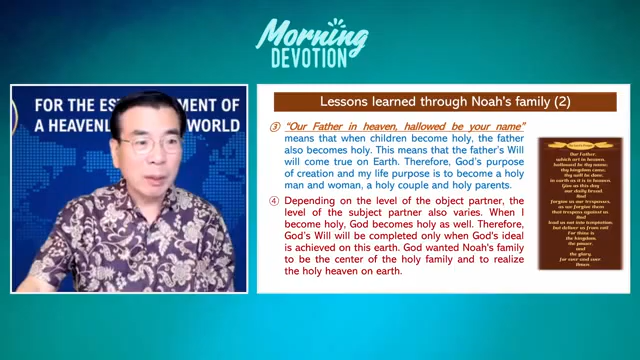 Morning
DEVOTION
FOR THE ES MENT OF
A HEAVENL WORLD
Lessons learned through Noah's family (2)
③ "Our Father in heaven, hallowed be your name"
means that when children become holy, the father
also becomes holy. This means that the father's Will
will come true on Earth. Therefore, God's purpose
of creation and my life purpose is to become a holy
man and woman, a holy couple and holy parents.
④ Depending on the level of the object partner, the
level of the subject partner also varies. When I
become holy, God becomes holy as well. Therefore,
God's Will will be completed only when God's ideal
is achieved on this earth. God wanted Noah's family
to be the center of the holy family and to realize
the holy heaven on earth.
Our Father,
which art in heaven,
hallowed be thy name;
thy kingdom come;
thy will be done,
in earth as it is in heaven.
Give us this day
our daily bread.
And
forgive us our trespasses,
as we forgive them
that trespass against us
And
lead us not into temptation;
but deliver us from evil
For thine is
the kingdom,
the power,
and
the glory,
for ever and ever
Amen.